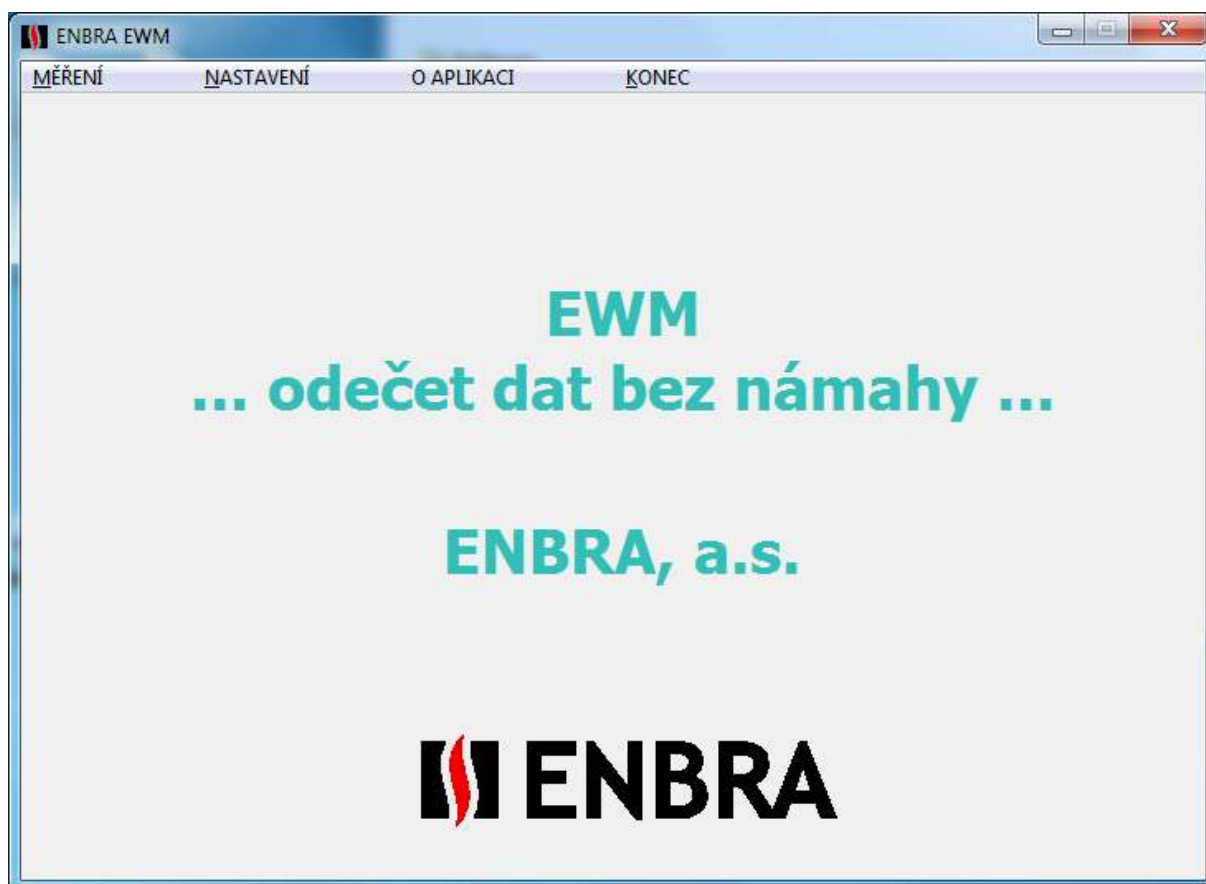 ENBRA EWM
MĚŘENÍ NASTAVENÍ O APLIKACI KONEC
EWM
... odečet dat bez námahy ...
ENBRA, a.s.
ENBRA